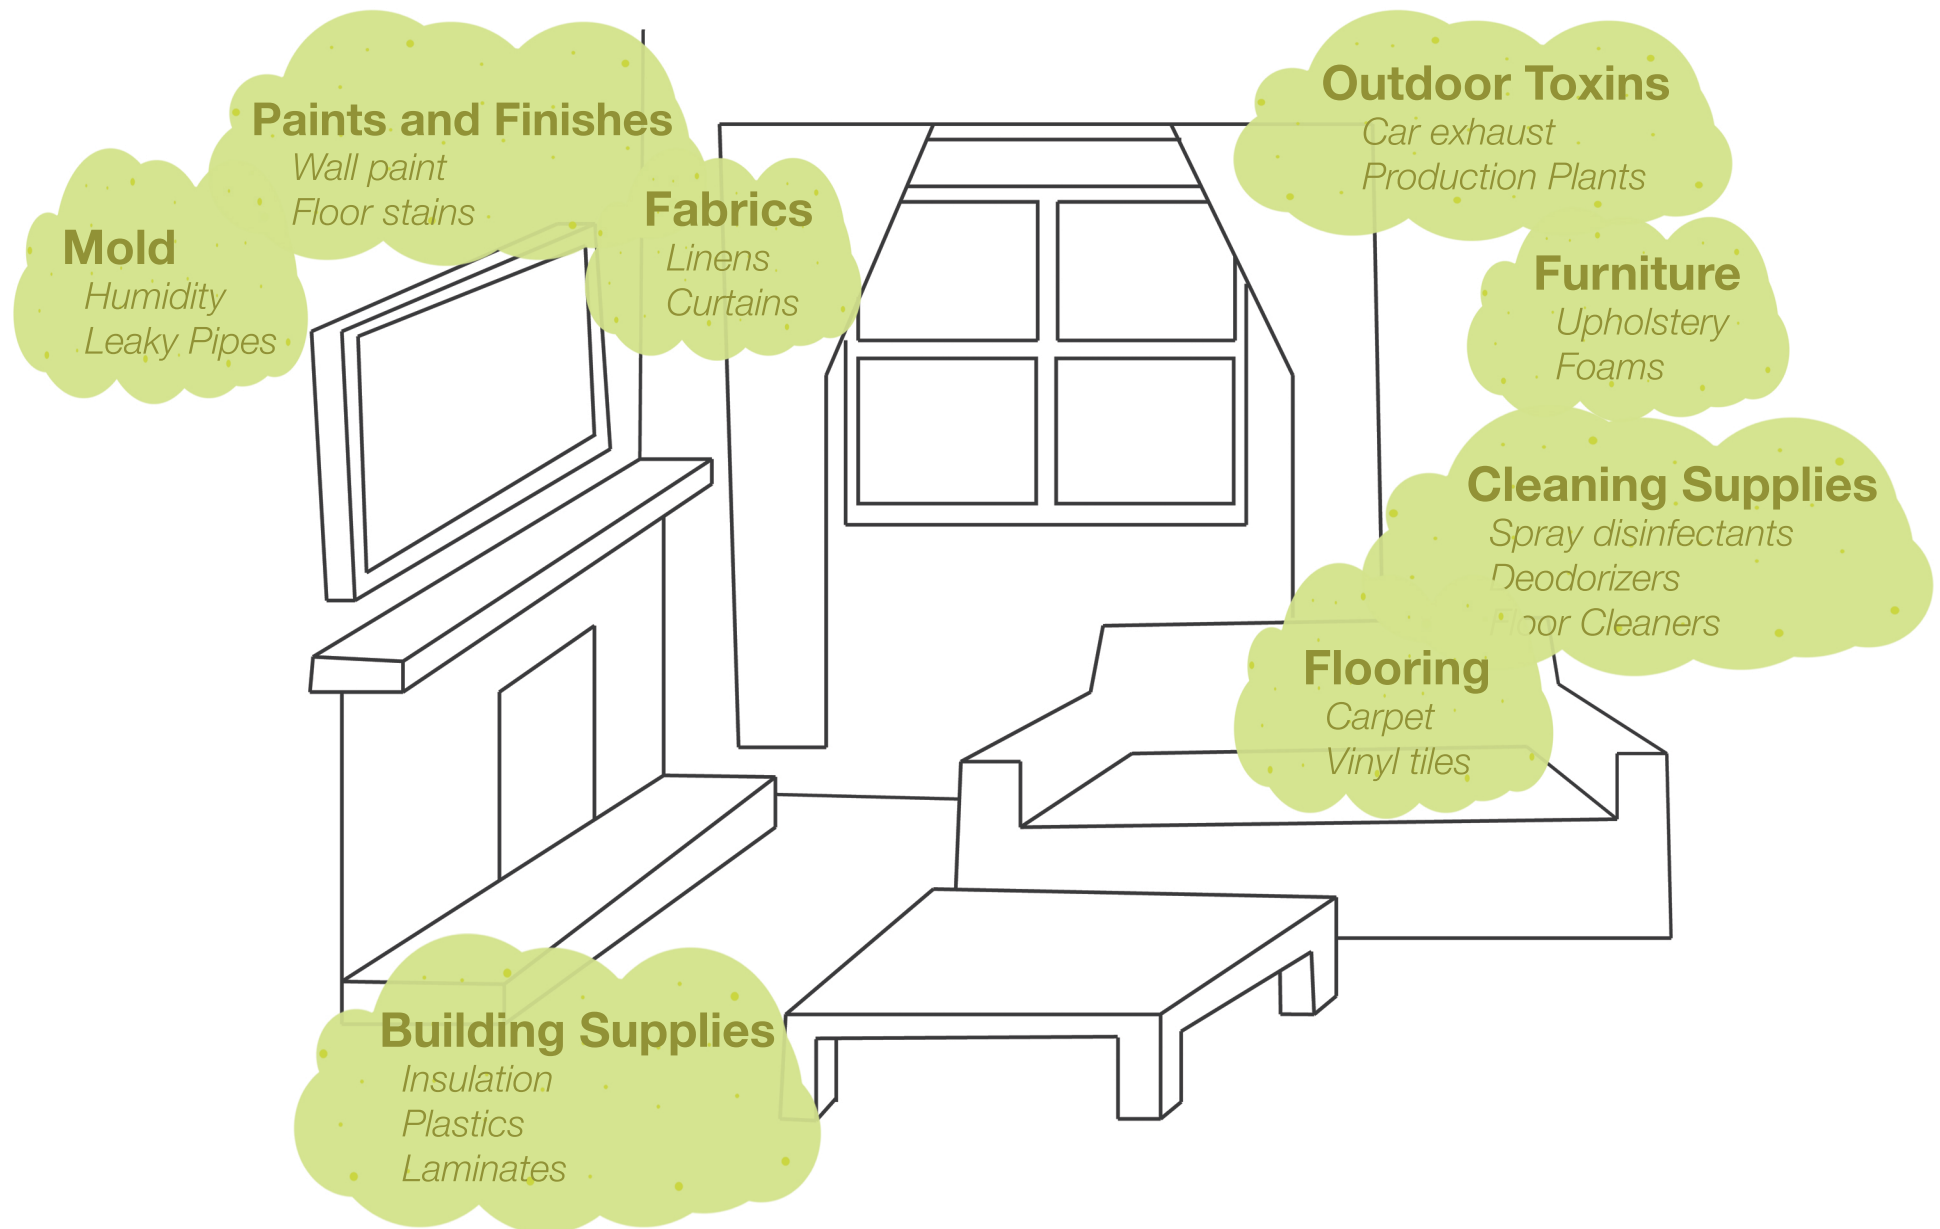 Paints and Finishes
Wall paint
Floor stains
Mold
Humidity
Leaky Pipes
Fabrics
Linens
Curtains
Outdoor Toxins
Car exhaust
Production Plants
Furniture
Upholstery
Foams
Cleaning Supplies
Spray disinfectants
Deodorizers
Floor Cleaners
Flooring
Carpet
Vinyl tiles
Building Supplies
Insulation
Plastics
Laminates